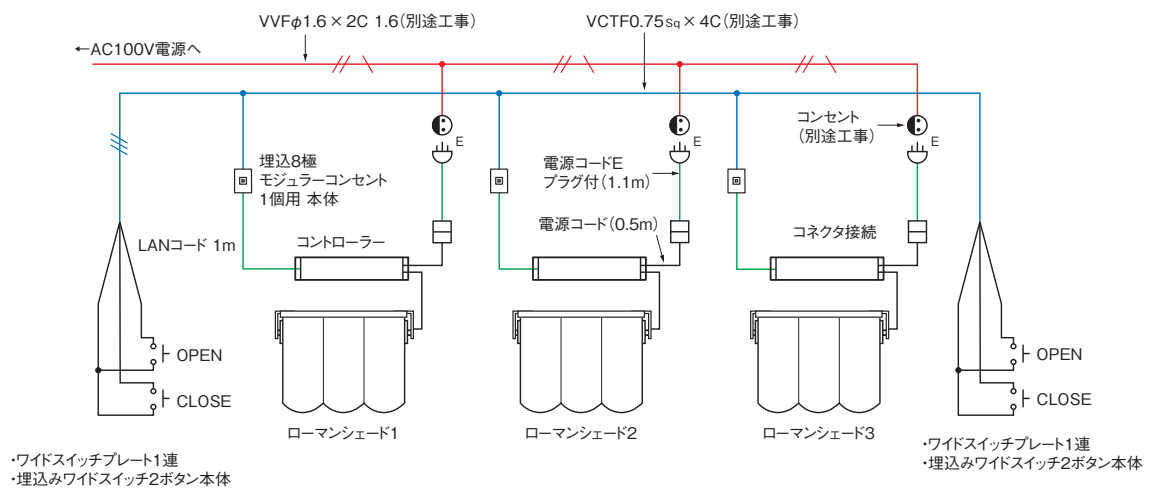 VVFφ1.6×2C 1.6(別途工事)
VCTF0.75Sq×4C(別途工事)
←AC100V電源へ
コンセント
(別途工事)
E
E
E
埋込8極
モジュラーコンセント
1個用 本体
電源コードE
プラグ付(1.1m)
電源コード(0.5m)
LANコード 1m
コントローラー
コネクタ接続
OPEN
CLOSE
OPEN
CLOSE
ローマンシェード1
ローマンシェード2
ローマンシェード3
・ワイドスイッチプレート1連
・埋込みワイドスイッチ2ボタン本体
・ワイドスイッチプレート1連
・埋込みワイドスイッチ2ボタン本体